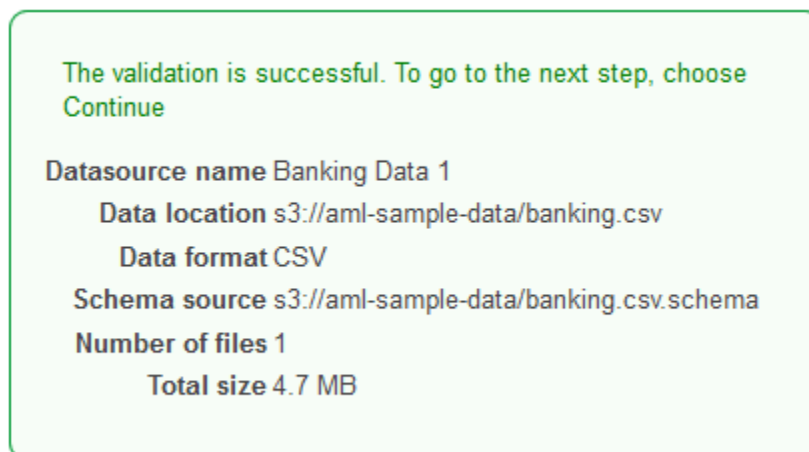 The validation is successful. To go to the next step, choose
Continue
Datasource name Banking Data 1
Data location s3://aml-sample-data/banking.csv
Data format CSV
Schema source s3://aml-sample-data/banking.csv.schema
Number of files 1
Total size 4.7 MB